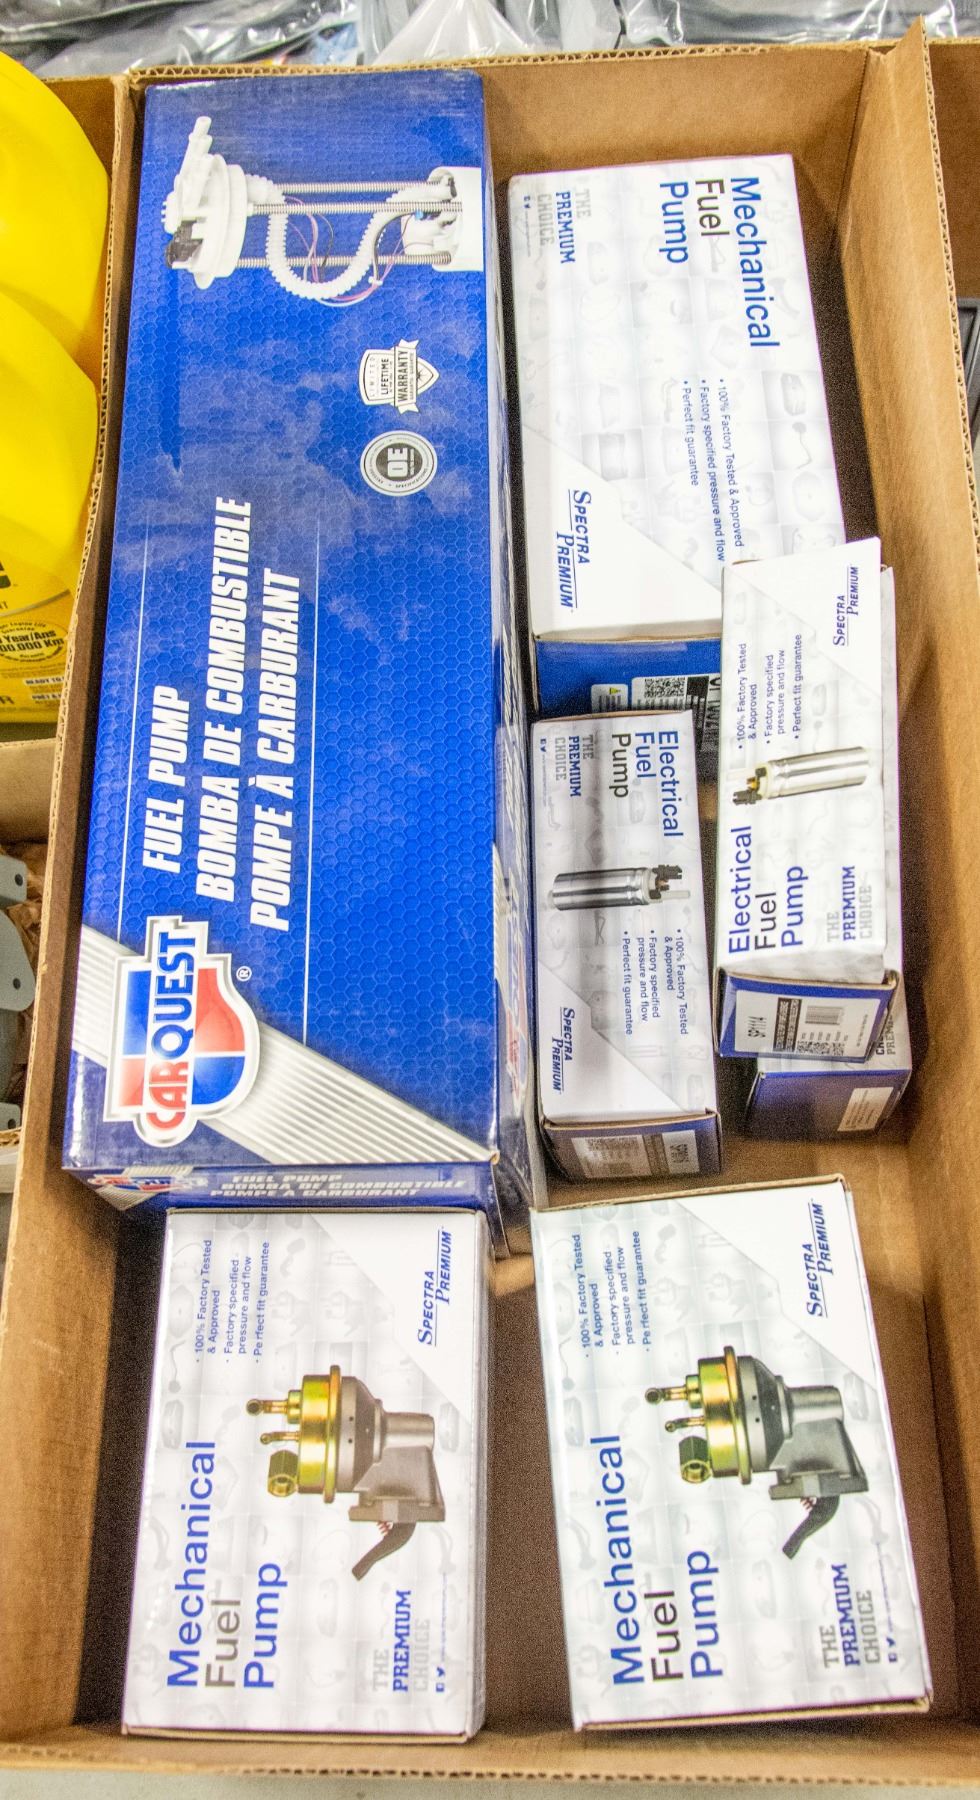 FUEL PUMP
BOMBA DE COMBUSTIBLE
POMPE À CARBURANT
CARQUEST®
LIMITED
LIFETIME
WARRANTY
OE
FUEL PUMP
BOMBA DE COMBUSTIBLE
POMPE À CARBURANT
Mechanical
Fuel
Pump
THE
PREMIUM
CHOICE
• 100% Factory Tested & Approved
• Factory specified pressure and flow
• Perfect fit guarantee
SPECTRA
PREMIUM
Electrical
Fuel
Pump
THE
PREMIUM
CHOICE
• 100% Factory Tested
& Approved
• Factory specified
pressure and flow
• Perfect fit guarantee
SPECTRA
PREMIUM
Electrical
Fuel
Pump
THE
PREMIUM
CHOICE
• 100% Factory Tested
& Approved
• Factory specified
pressure and flow
• Perfect fit guarantee
SPECTRA
PREMIUM
Mechanical
Fuel
Pump
THE
PREMIUM
CHOICE
• 100% Factory Tested
& Approved
• Factory specified
pressure and flow
• Pe rfect fit guarantee
SPECTRA
PREMIUM
Mechanical
Fuel
Pump
THE
PREMIUM
CHOICE
• 100% Factory Tested
& Approved
• Factory specified
pressure and flow
• Pe rfect fit guarantee
SPECTRA
PREMIUM
Year/Ans
00.000 Km